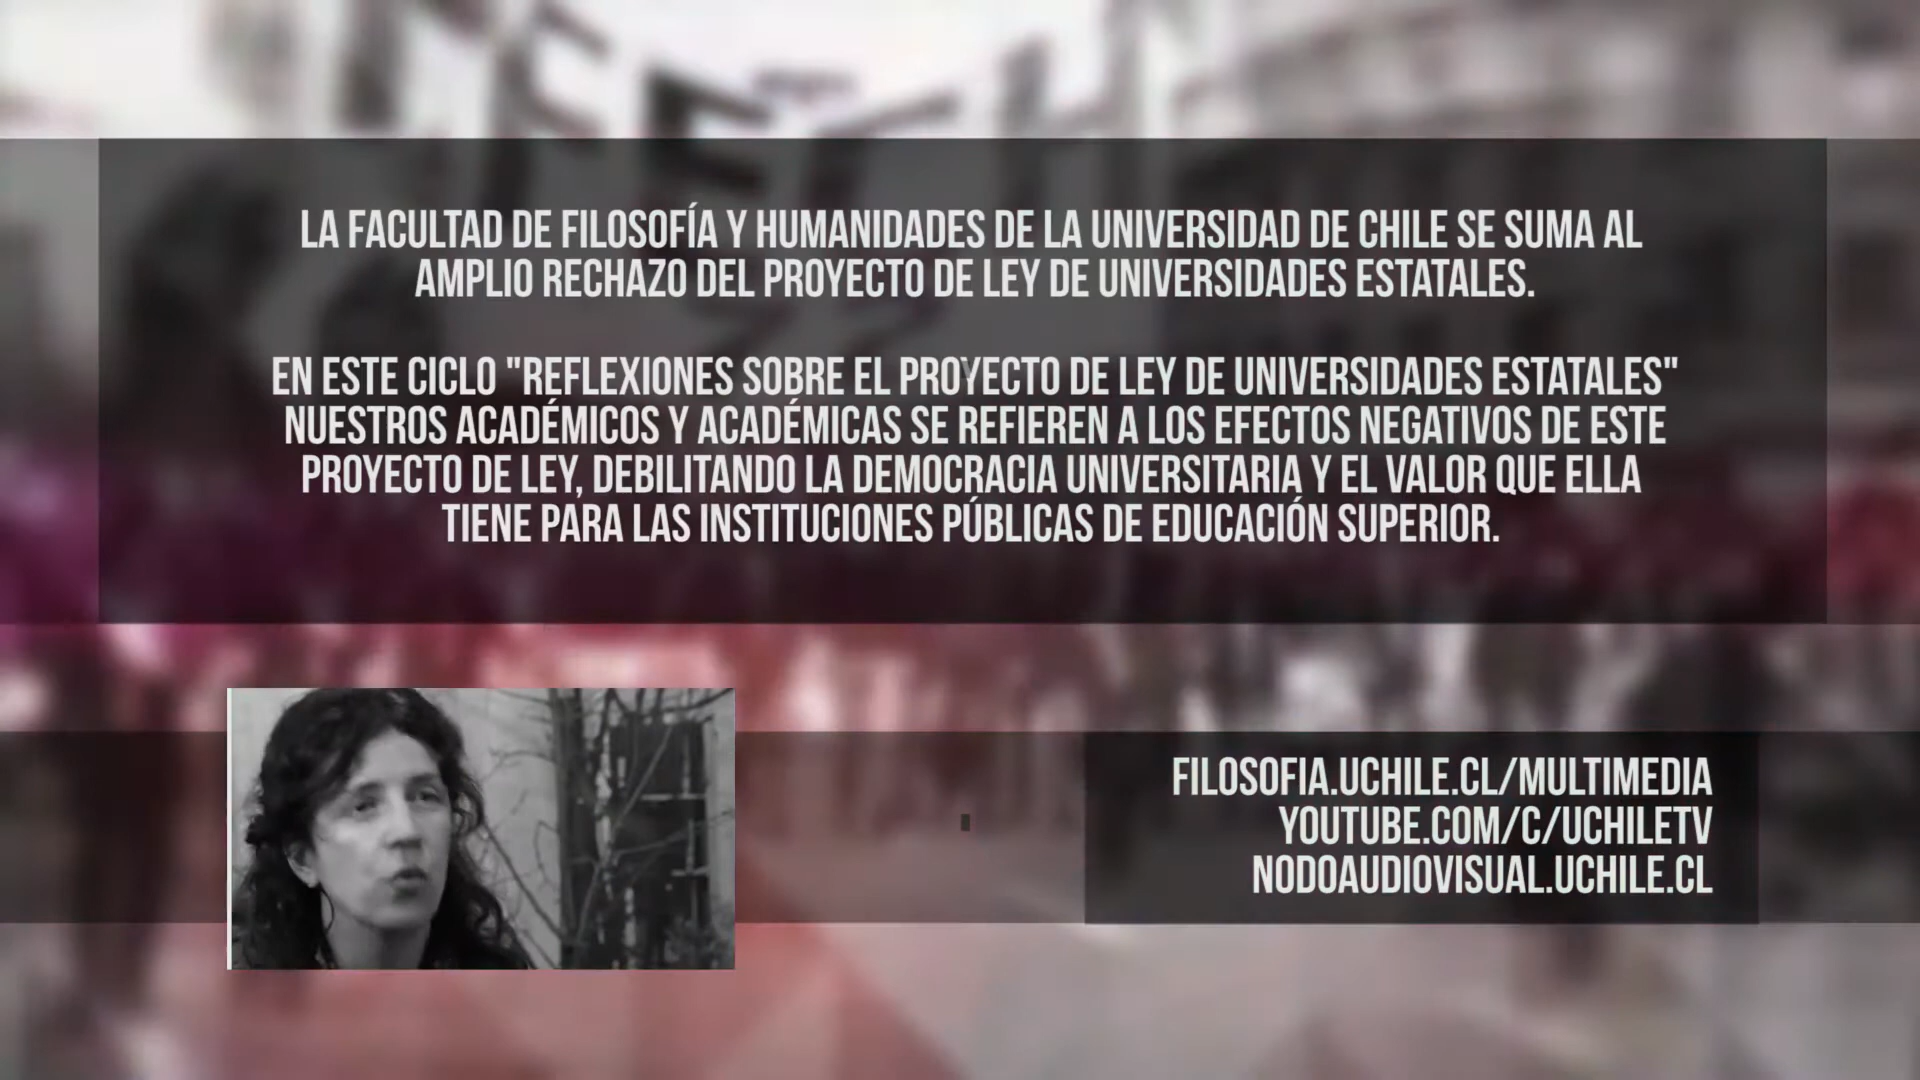 LA FACULTAD DE FILOSOFÍA Y HUMANIDADES DE LA UNIVERSIDAD DE CHILE SE SUMA AL
AMPLIO RECHAZO DEL PROYECTO DE LEY DE UNIVERSIDADES ESTATALES.
EN ESTE CICLO "REFLEXIONES SOBRE EL PROYECTO DE LEY DE UNIVERSIDADES ESTATALES"
NUESTROS ACADÉMICOS Y ACADÉMICAS SE REFIEREN A LOS EFECTOS NEGATIVOS DE ESTE
PROYECTO DE LEY, DEBILITANDO LA DEMOCRACIA UNIVERSITARIA Y EL VALOR QUE ELLA
TIENE PARA LAS INSTITUCIONES PÚBLICAS DE EDUCACIÓN SUPERIOR.
FILOSOFIA.UCHILE.CL/MULTIMEDIA
YOUTUBE.COM/C/UCHILETV
NODOAUDIOVISUAL.UCHILE.CL